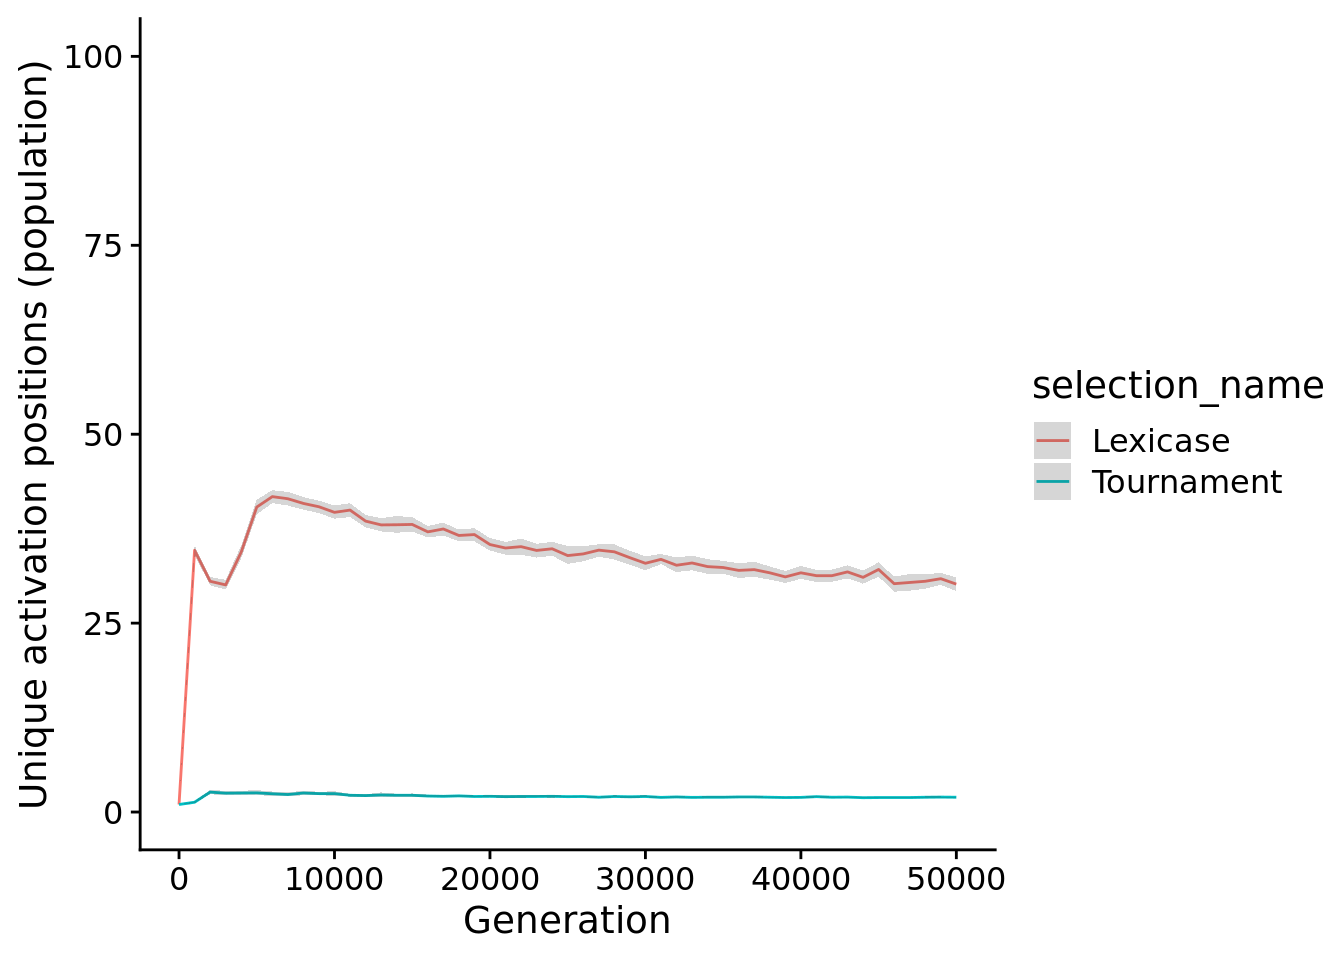 Unique activation positions (population)
100
75
50
25
0
0 10000 20000 30000 40000 50000
Generation
selection_name
Lexicase
Tournament